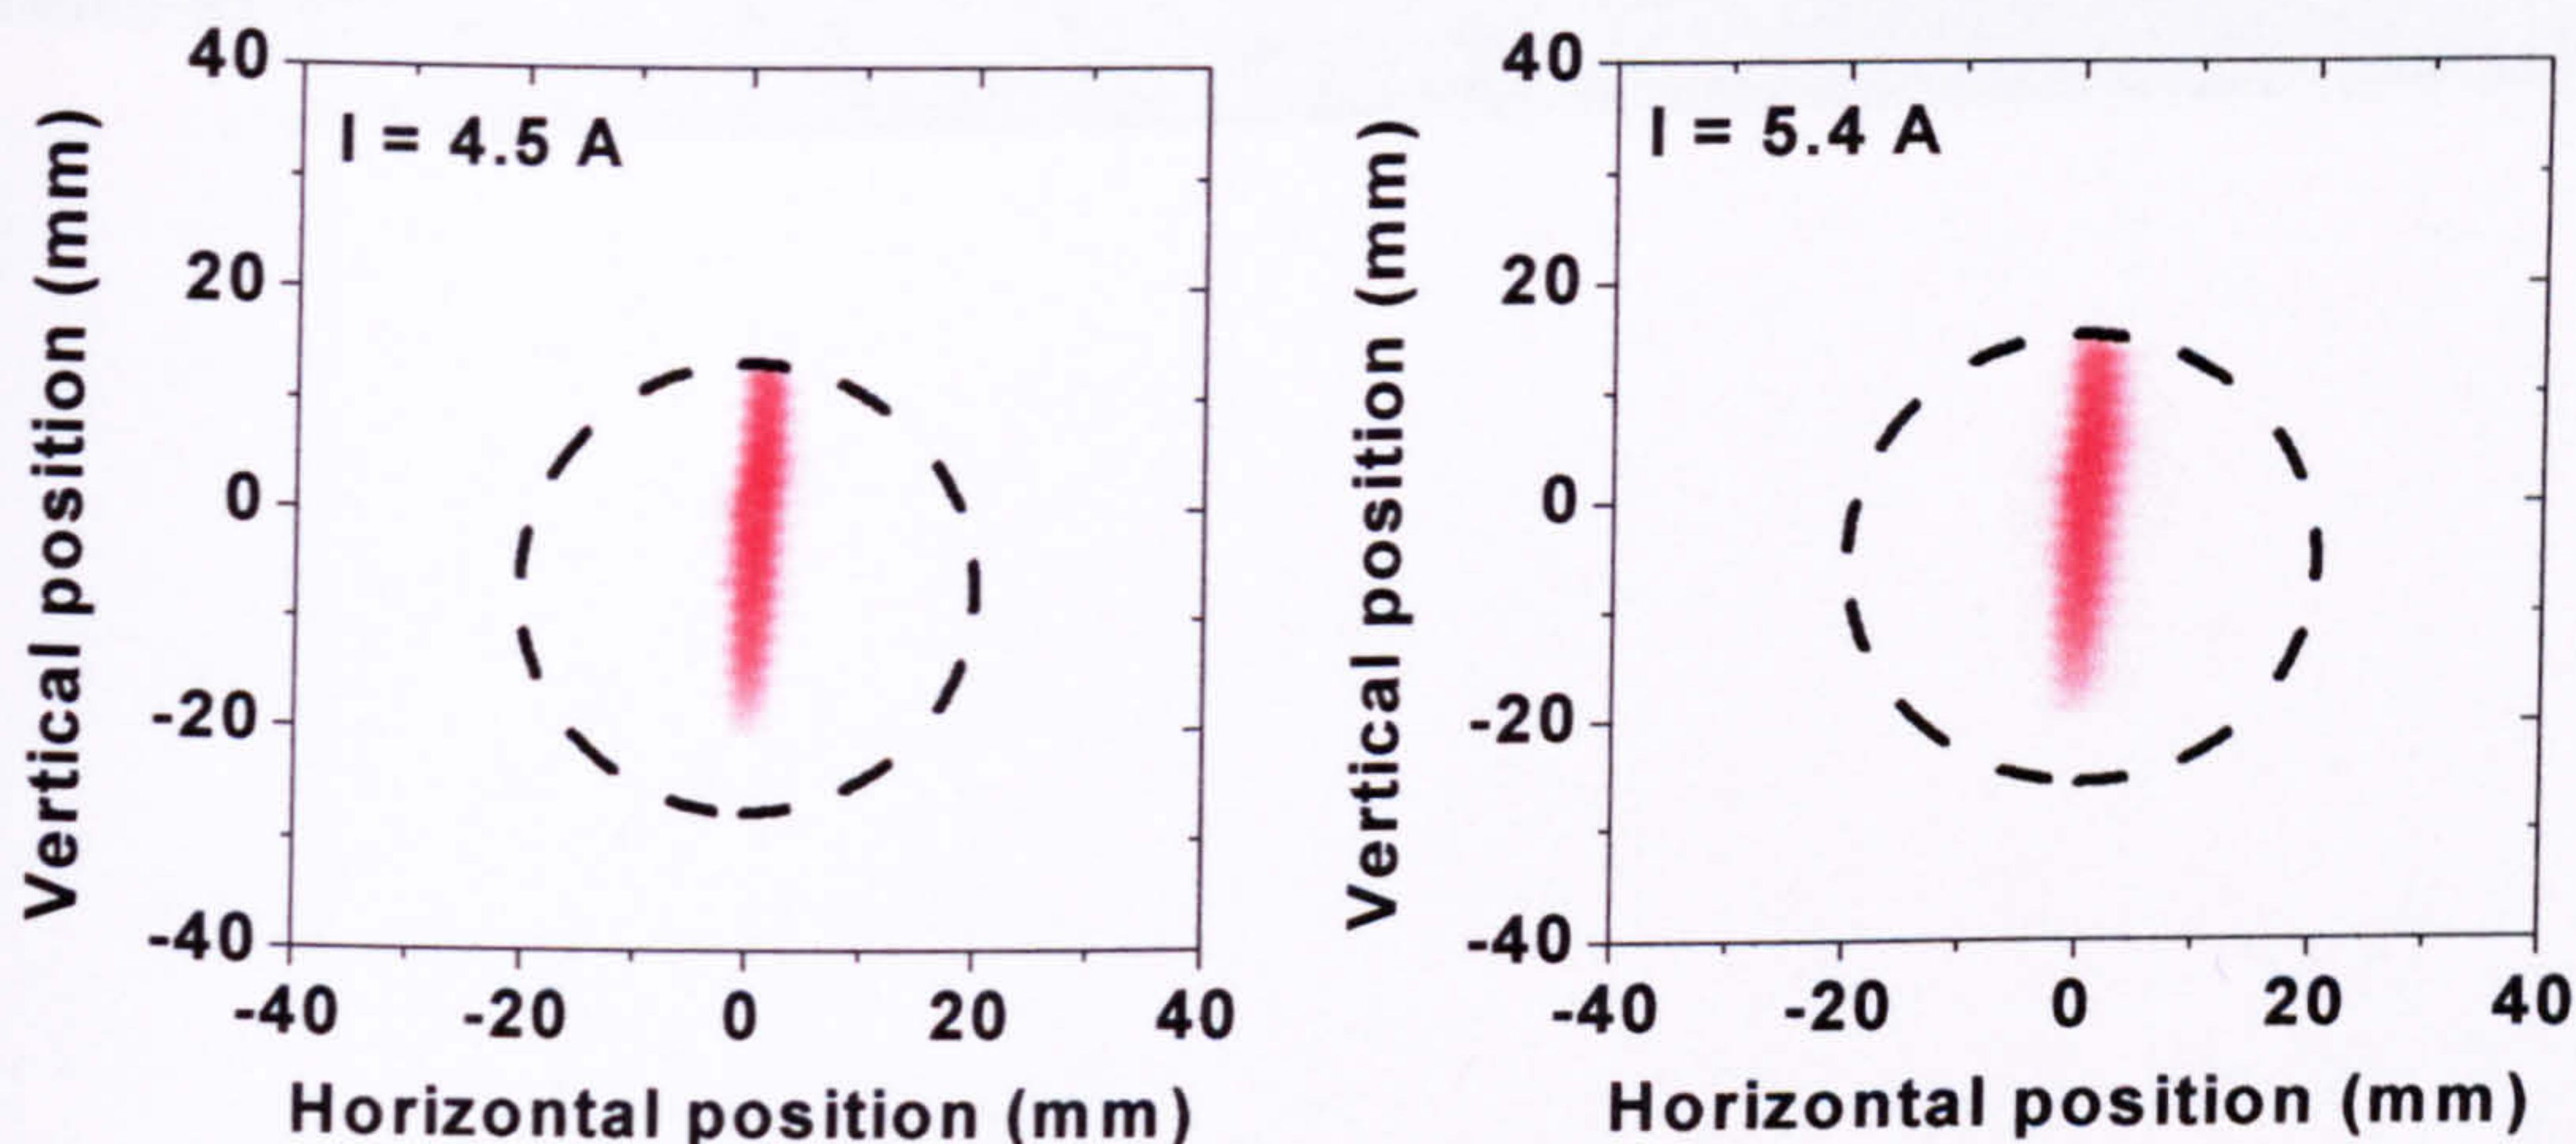 I = 4.5 A
40
20
0
-20
-40
-40 -20 0 20 40
Vertical position (mm)
Horizontal position (mm)
I = 5.4 A
40
20
0
-20
-40
-40 -20 0 20 40
Vertical position (mm)
Horizontal position (mm)